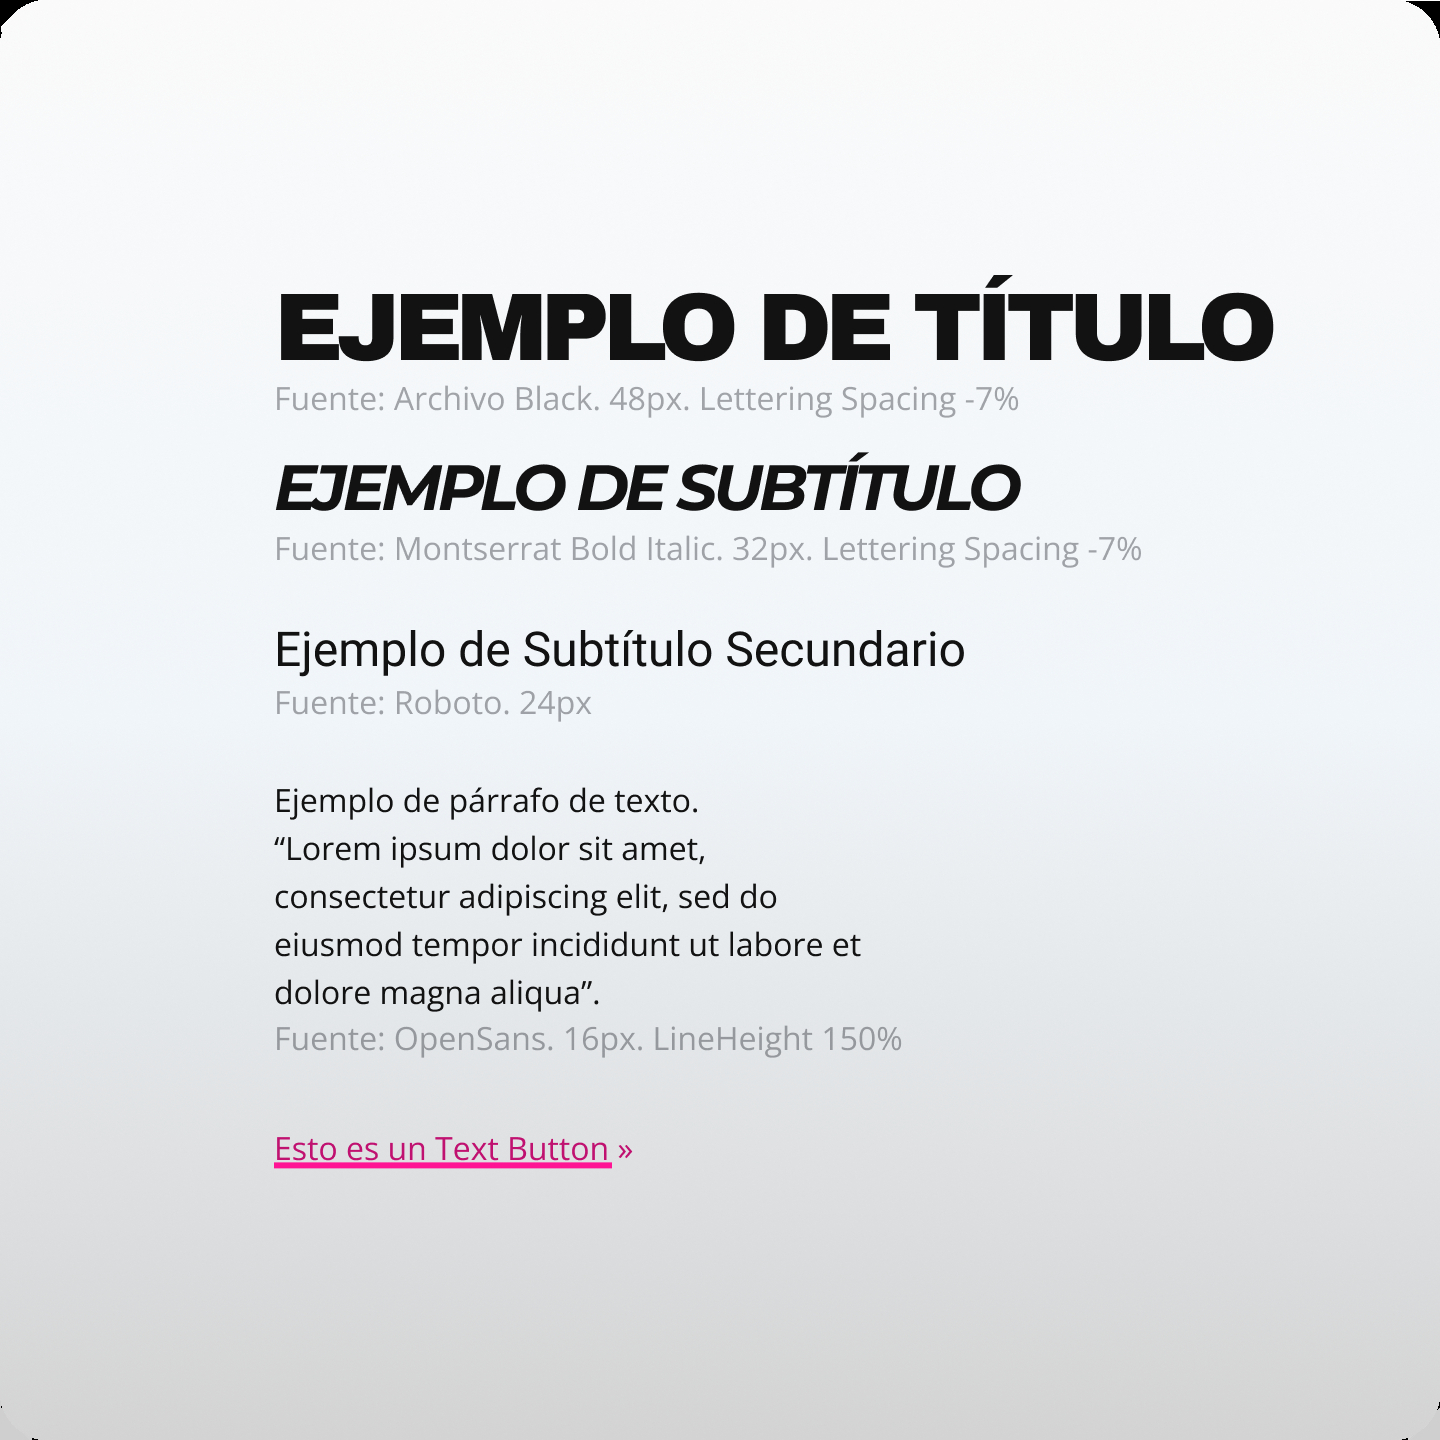 EJEMPLO DE TÍTULO
Fuente: Archivo Black. 48px. Lettering Spacing -7%
EJEMPLO DE SUBTÍTULO
Fuente: Montserrat Bold Italic. 32px. Lettering Spacing -7%
Ejemplo de Subtítulo Secundario
Fuente: Roboto. 24px
Ejemplo de párrafo de texto.
“Lorem ipsum dolor sit amet,
consectetur adipiscing elit, sed do
eiusmod tempor incididunt ut labore et
dolore magna aliqua”.
Fuente: OpenSans. 16px. LineHeight 150%
Esto es un Text Button »